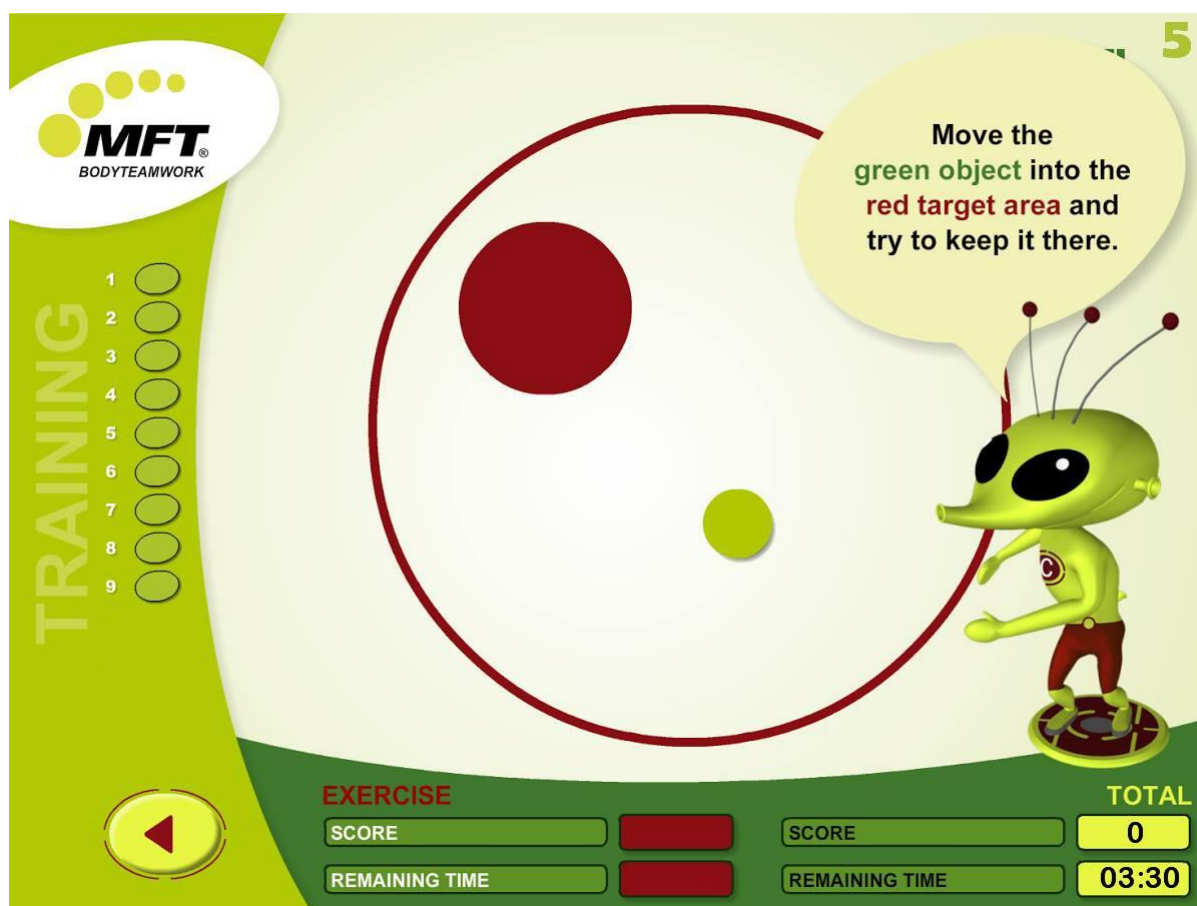 5
MFT®
BODYTEAMWORK
Move the
green object into the
red target area and
try to keep it there.
TRAINING
1
2
3
4
5
6
7
8
9
C
EXERCISE
TOTAL
SCORE
SCORE
0
REMAINING TIME
REMAINING TIME
03:30